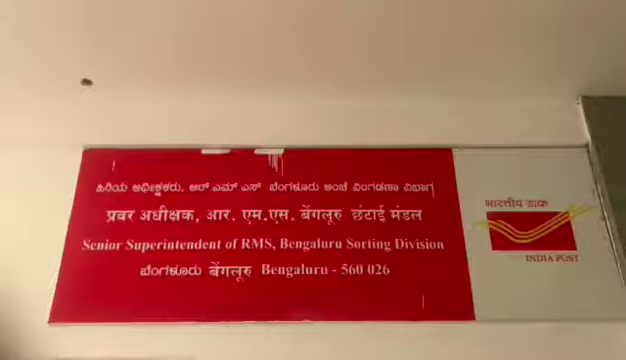 ಹಿರಿಯ ಅಧೀಕ್ಷಕರು, ಆರ್ ಎಮ್ ಎಸ್ ಬೆಂಗಳೂರು ಅಂಚೆ ವಿಂಗಡಣಾ ವಿಭಾಗ
प्रवर अधीक्षक, आर. एम.एस. बेंगलूरु छंटाई मंडल
Senior Superintendent of RMS, Bengaluru Sorting Division
ಬೆಂಗಳೂರು बेंगलूरु Bengaluru - 560 026
भारतीय डाक
INDIA POST